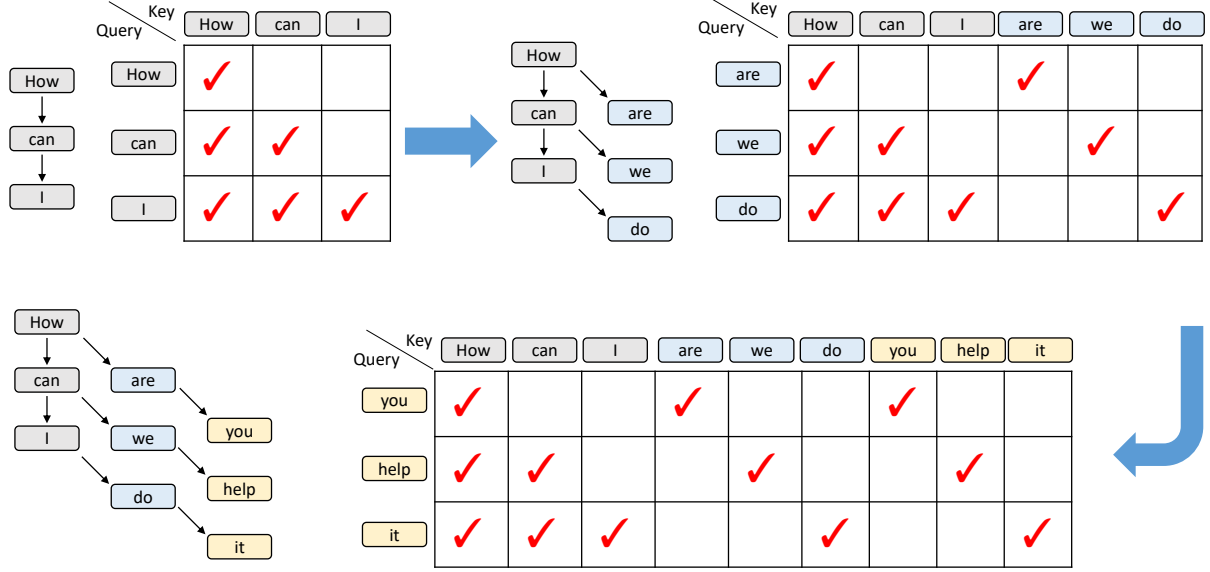 Key
Query
How can I
How
can
I
How
can
I
How
can
I
are
we
do
Key
Query
How can I are we do
are
we
do
How
can
I
are
we
do
you
help
it
Key
Query
How can I are we do you help it
you
help
it